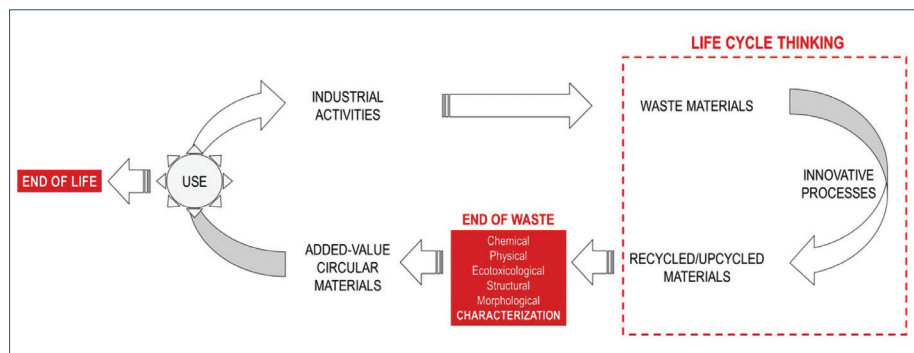 LIFE CYCLE THINKING
INDUSTRIAL
ACTIVITIES
WASTE MATERIALS
INNOVATIVE
PROCESSES
END OF LIFE
USE
END OF WASTE
Chemical
Physical
Ecotoxicological
Structural
Morphological
CHARACTERIZATION
ADDED-VALUE
CIRCULAR
MATERIALS
RECYCLED/UPCYCLED
MATERIALS